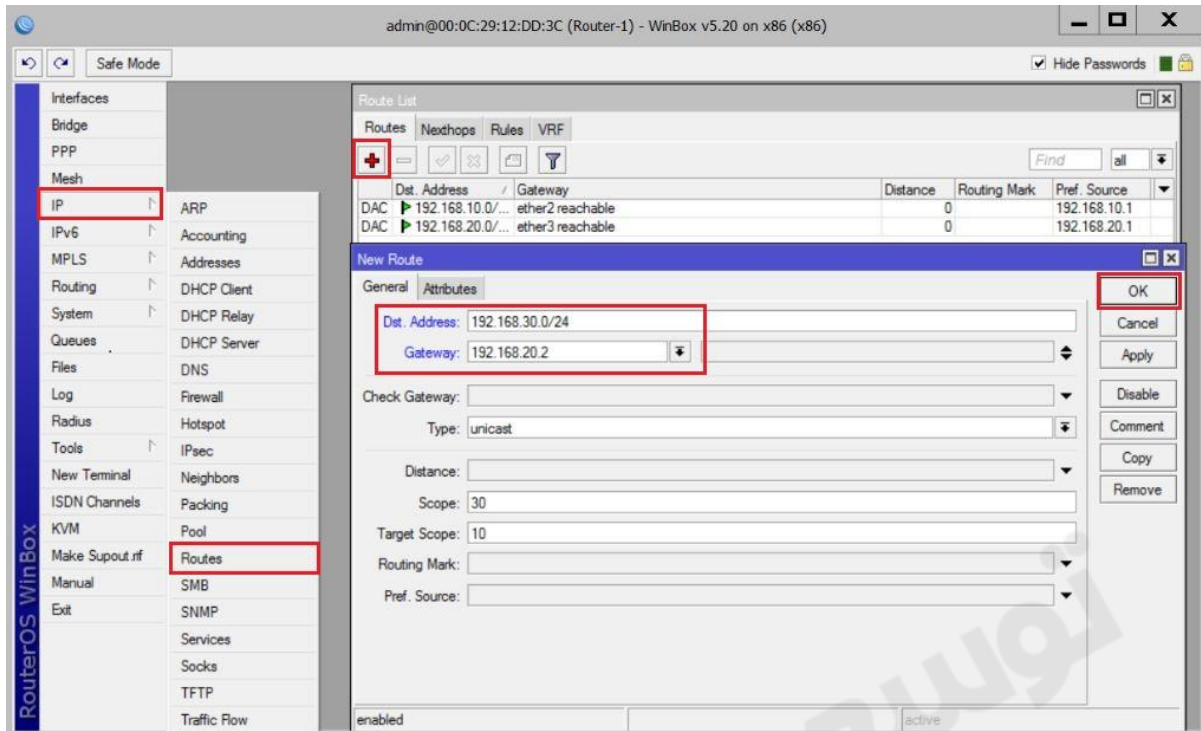 admin@00:0C:29:12:DD:3C (Router-1) - WinBox v5.20 on x86 (x86)
Safe Mode
Hide Passwords
RouterOS WinBox
Interfaces
Bridge
PPP
Mesh
IP
IPv6
MPLS
Routing
System
Queues
Files
Log
Radius
Tools
New Terminal
ISDN Channels
KVM
Make Supout.rif
Manual
Exit
ARP
Accounting
Addresses
DHCP Client
DHCP Relay
DHCP Server
DNS
Firewall
Hotspot
IPsec
Neighbors
Packing
Pool
Routes
SMB
SNMP
Services
Socks
TFTP
Traffic Flow
Route List
Routes Nexthops Rules VRF
Find all
Dst. Address / Gateway Distance Routing Mark Pref. Source
DAC 192.168.10.0/... ether2 reachable 0 192.168.10.1
DAC 192.168.20.0/... ether3 reachable 0 192.168.20.1
New Route
General Attributes
Dst. Address: 192.168.30.0/24
Gateway: 192.168.20.2
Check Gateway:
Type: unicast
Distance:
Scope: 30
Target Scope: 10
Routing Mark:
Pref. Source:
OK
Cancel
Apply
Disable
Comment
Copy
Remove
enabled active